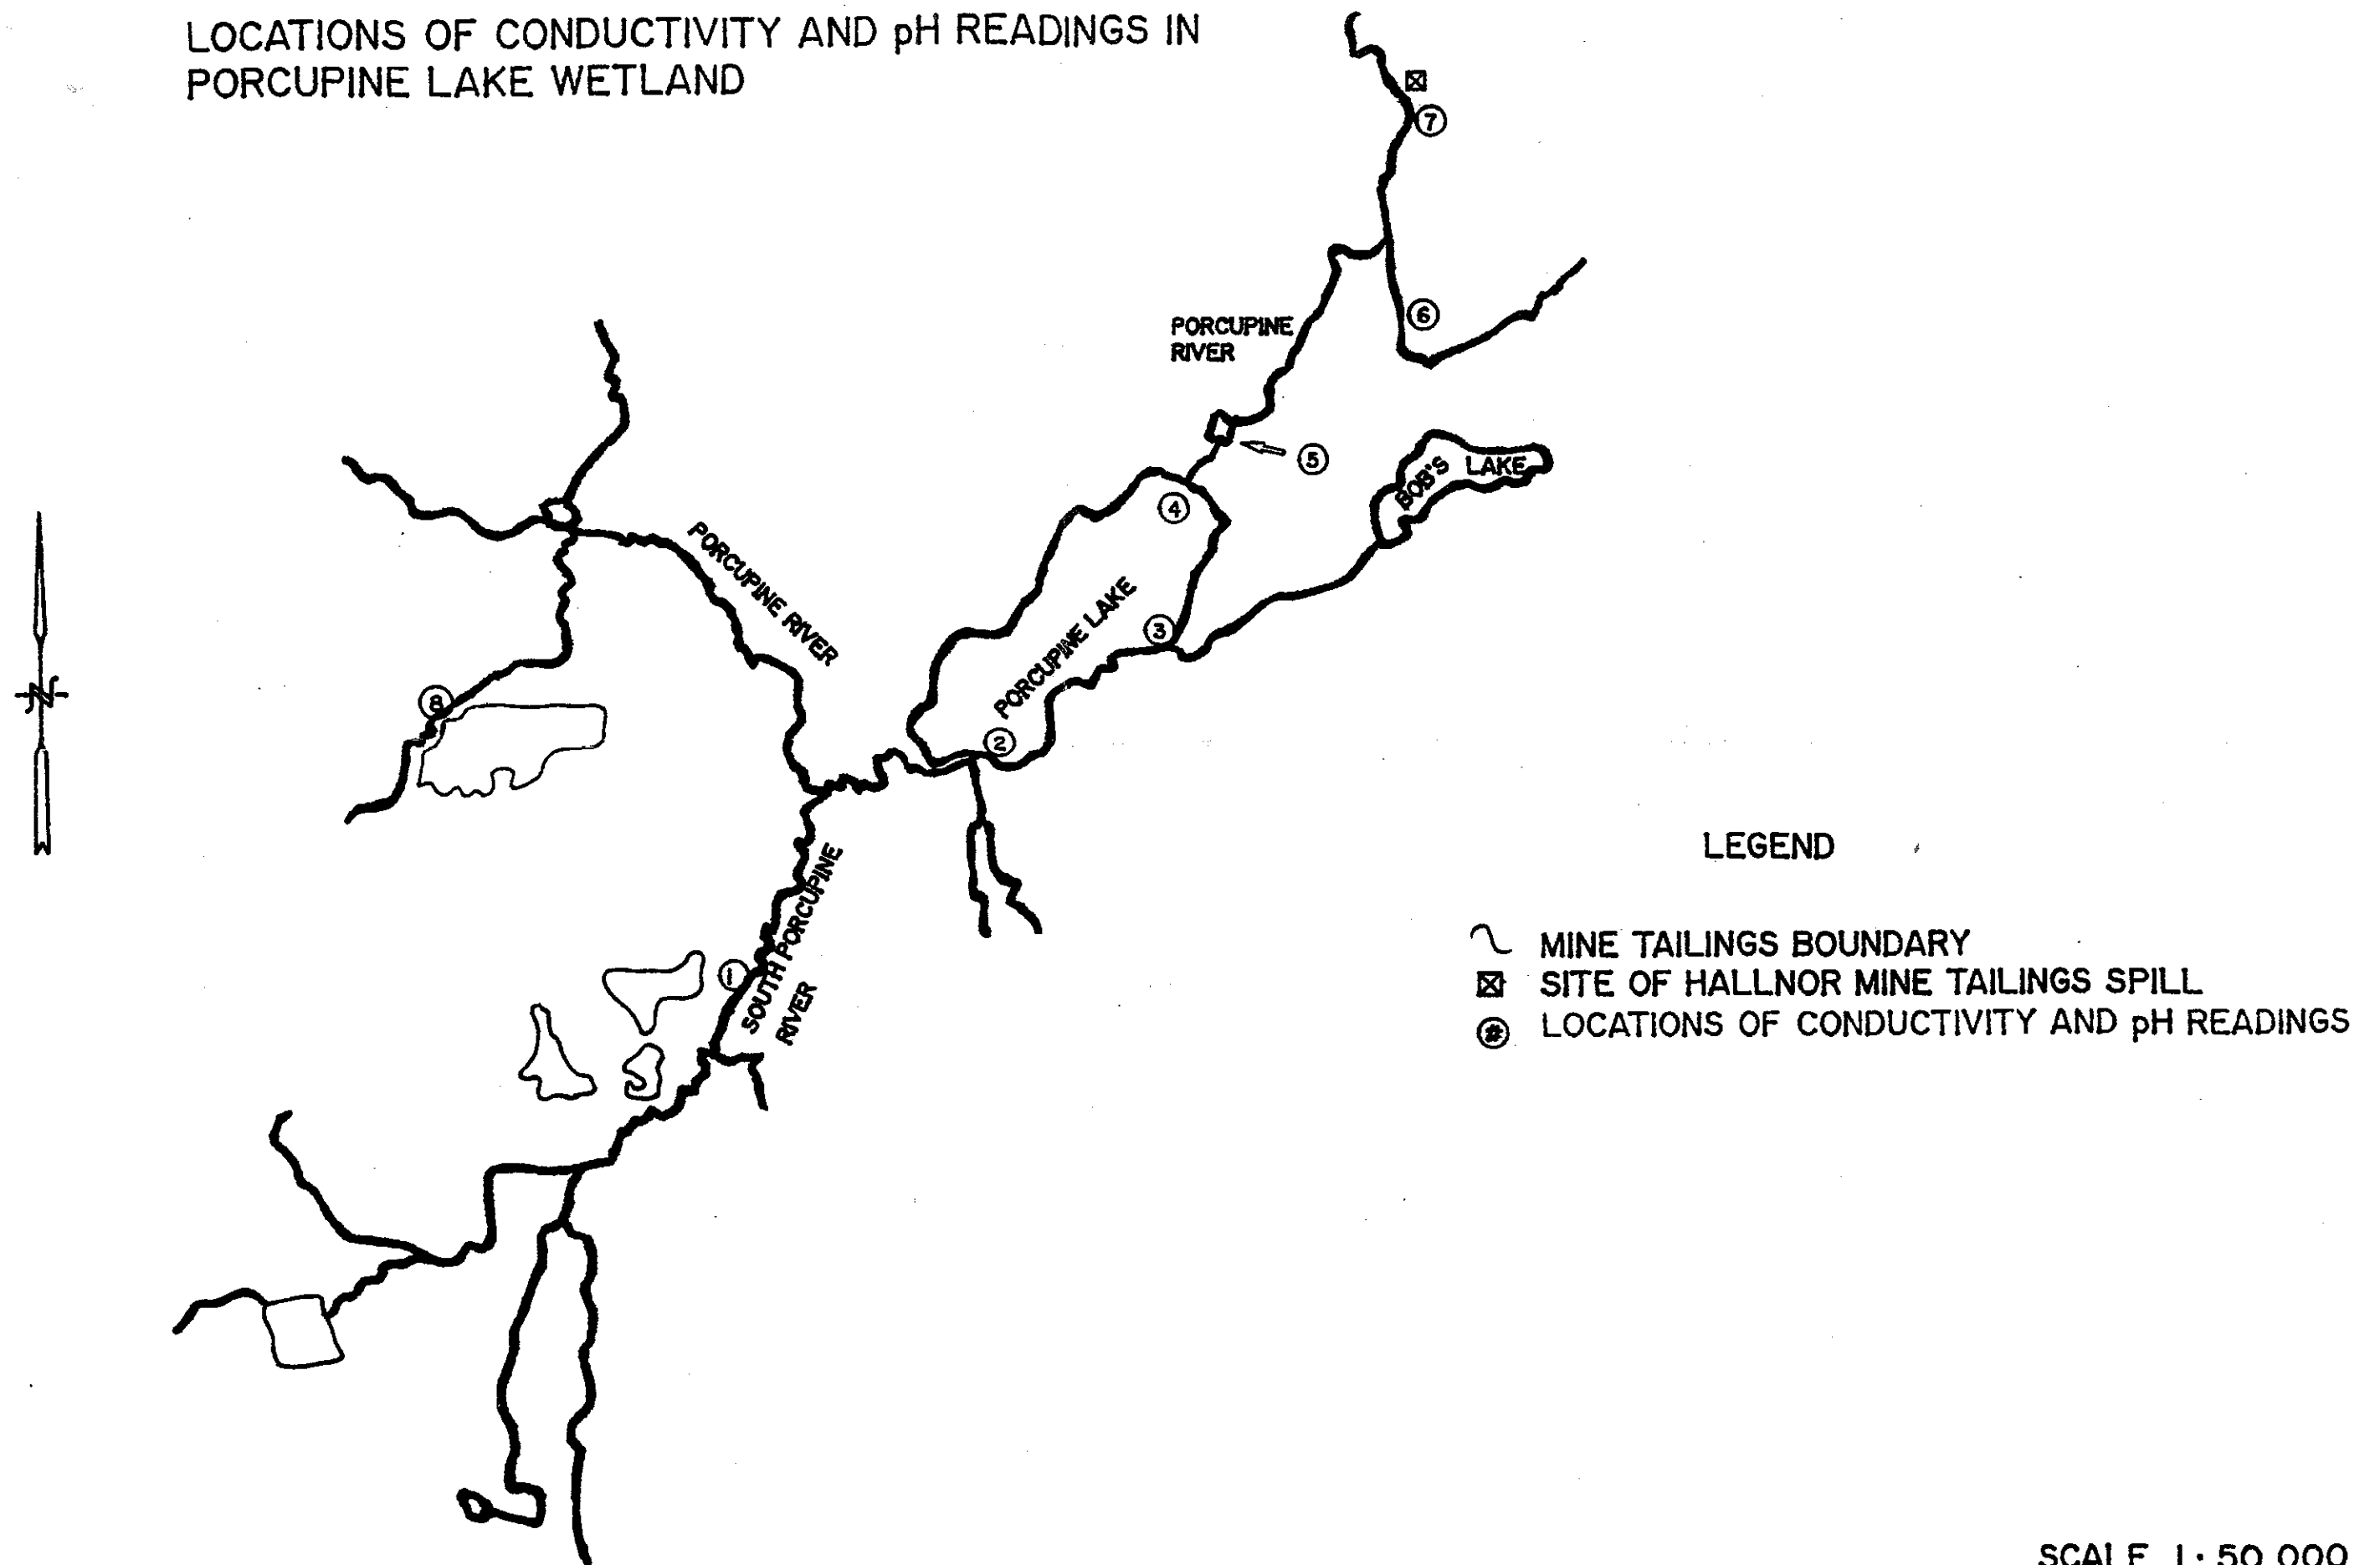 LOCATIONS OF CONDUCTIVITY AND pH READINGS IN
PORCUPINE LAKE WETLAND
7
6
PORCUPINE
RIVER
5
BOB'S LAKE
4
PORCUPINE RIVER
PORCUPINE LAKE
3
N
8
2
SOUTH PORCUPINE
RIVER
1
LEGEND
MINE TAILINGS BOUNDARY
SITE OF HALLNOR MINE TAILINGS SPILL
# LOCATIONS OF CONDUCTIVITY AND pH READINGS
SCALE 1:50 000